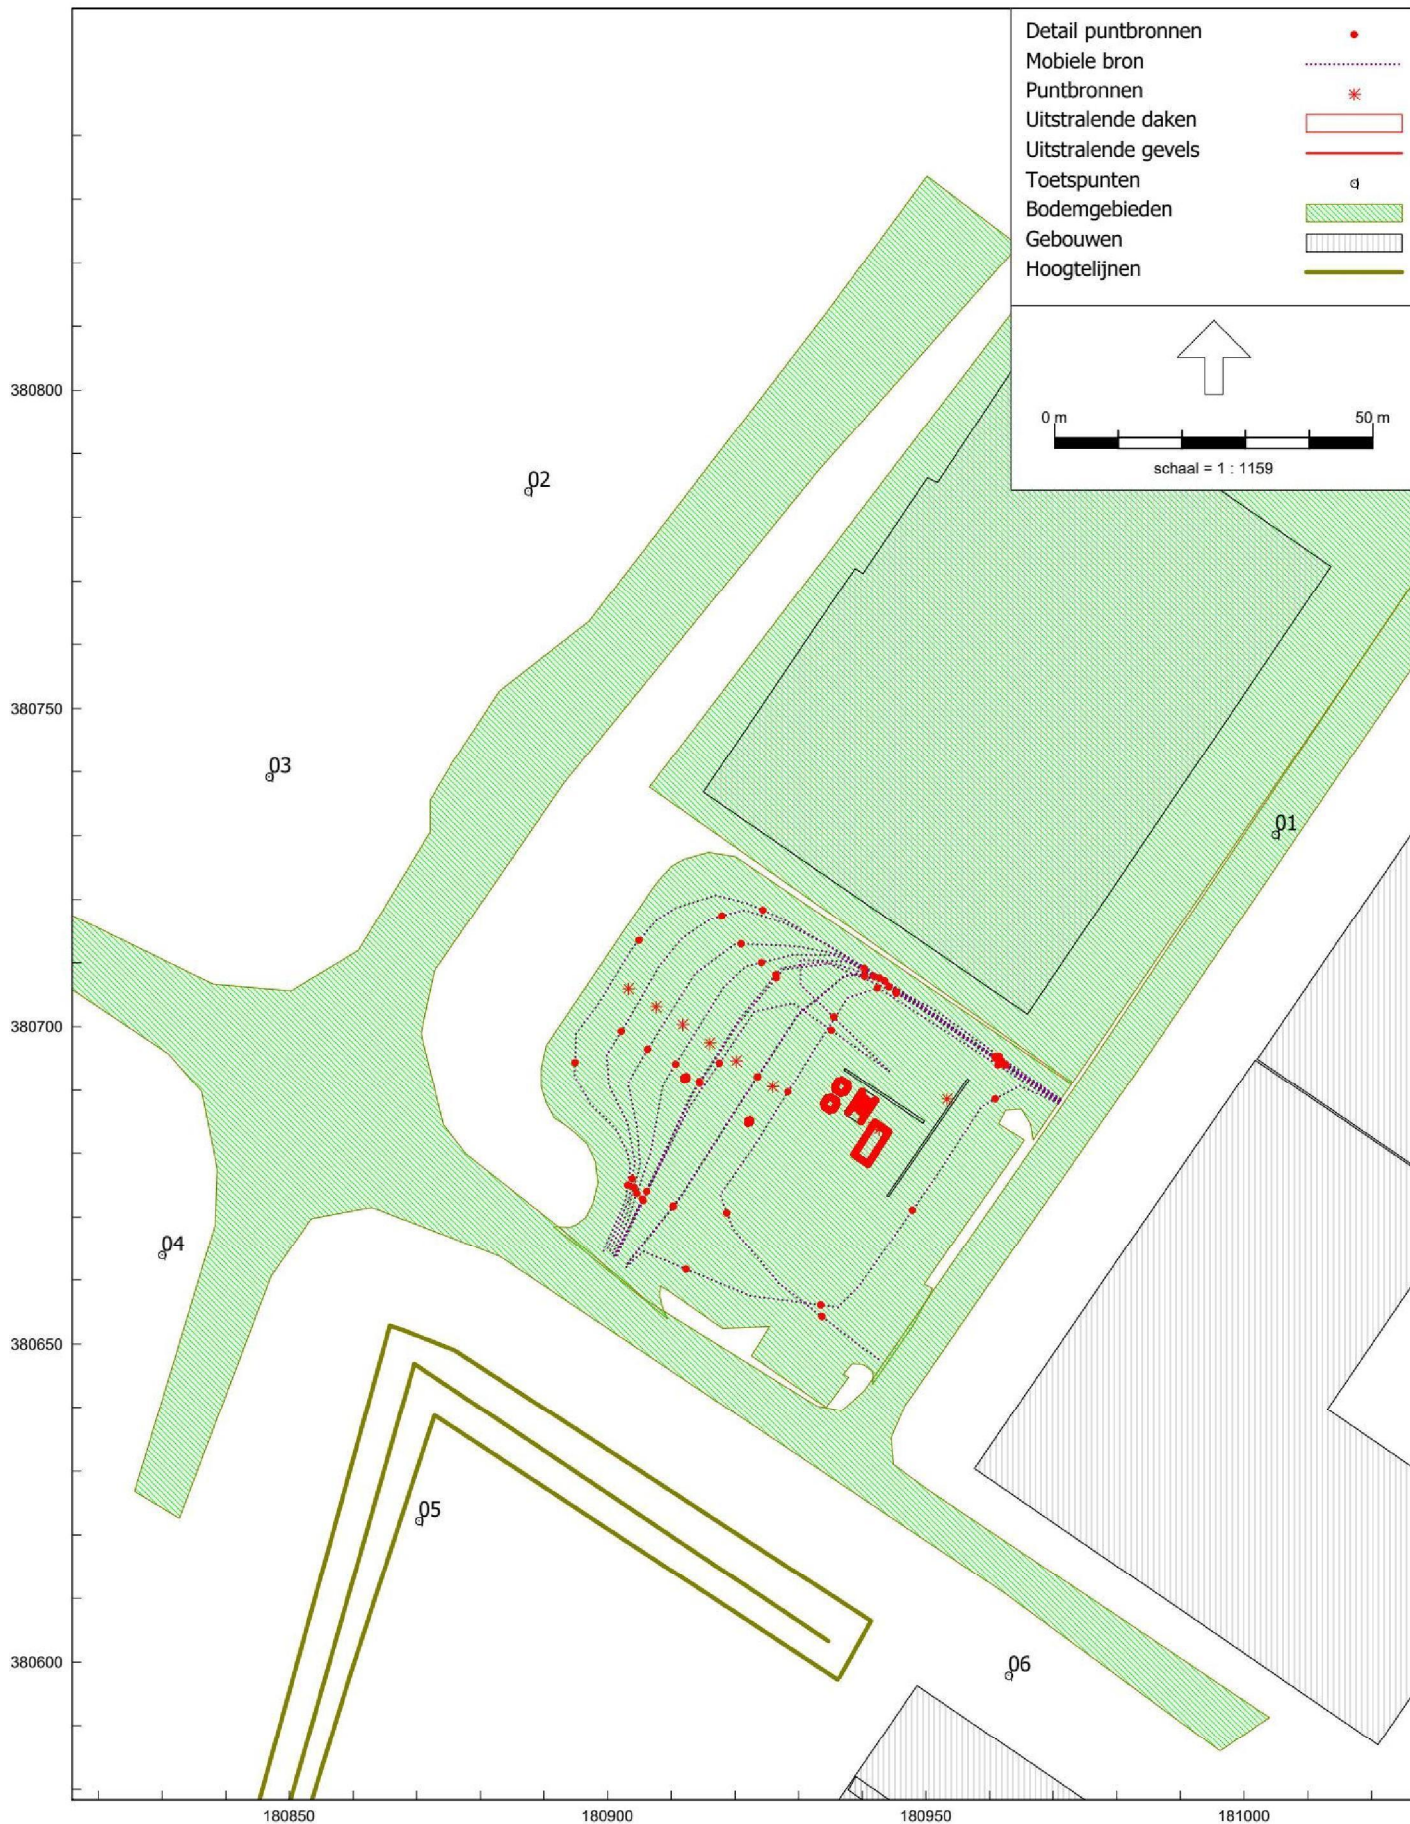 Detail puntbronnen
Mobiele bron
Puntbronnen
Uitstralende daken
Uitstralende gevels
Toetspunten
Bodemgebieden
Gebouwen
Hoogtelijnen
0 m 50 m
schaal = 1 : 1159
380800
02
380750
03
01
380700
04
380650
05
380600
06
180850 180900 180950 181000